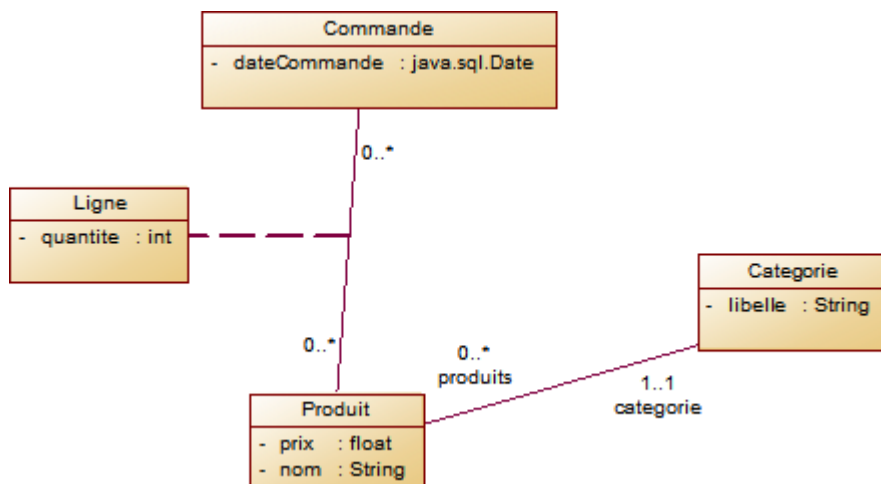 Commande
- dateCommande : java.sql.Date
0..*
Ligne
- quantite : int
Categorie
- libelle : String
0..*
0..*
produits
1..1
categorie
Produit
- prix : float
- nom : String